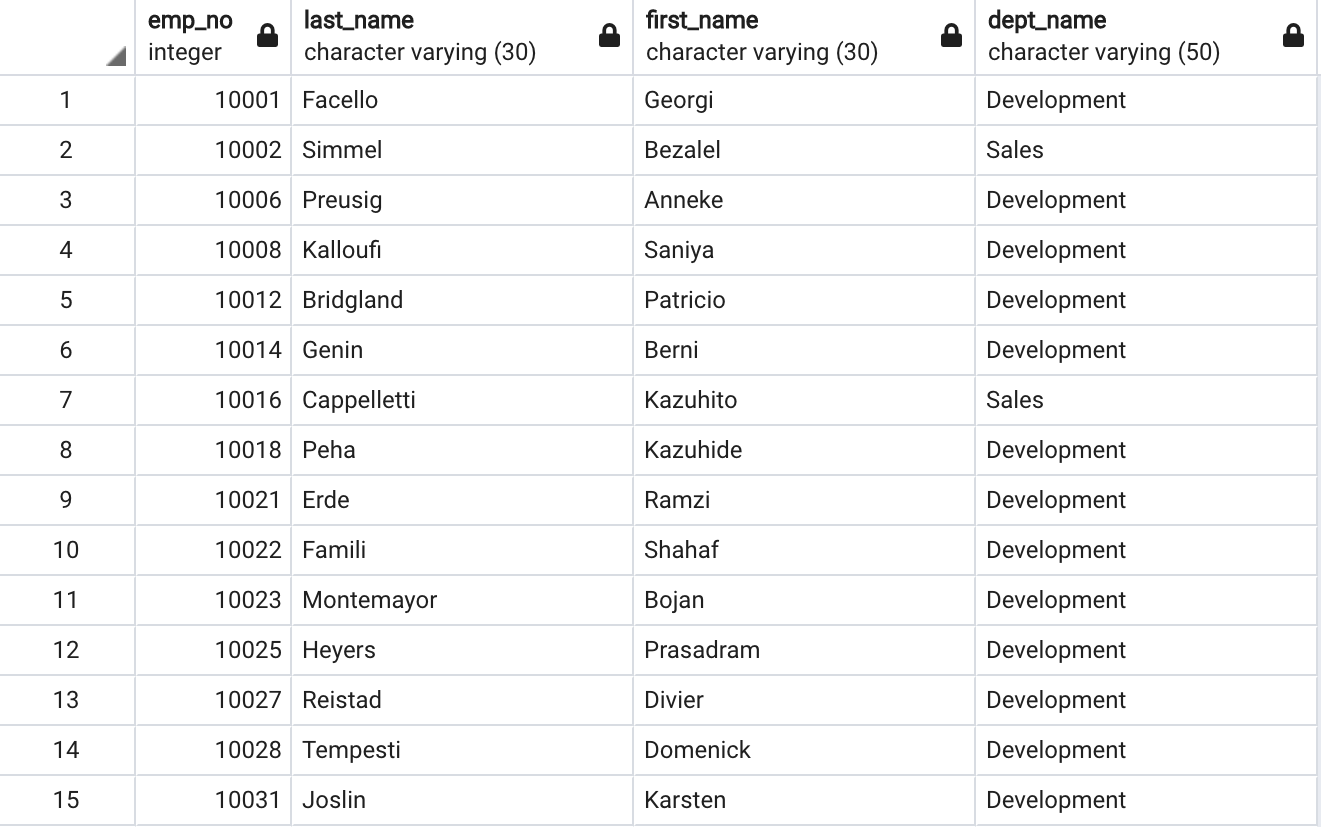 emp_no last_name first_name dept_name
integer character varying (30) character varying (30) character varying (50)
1 10001 Facello Georgi Development
2 10002 Simmel Bezalel Sales
3 10006 Preusig Anneke Development
4 10008 Kalloufi Saniya Development
5 10012 Bridgland Patricio Development
6 10014 Genin Berni Development
7 10016 Cappelletti Kazuhito Sales
8 10018 Peha Kazuhide Development
9 10021 Erde Ramzi Development
10 10022 Famili Shahaf Development
11 10023 Montemayor Bojan Development
12 10025 Heyers Prasadram Development
13 10027 Reistad Divier Development
14 10028 Tempesti Domenick Development
15 10031 Joslin Karsten Development